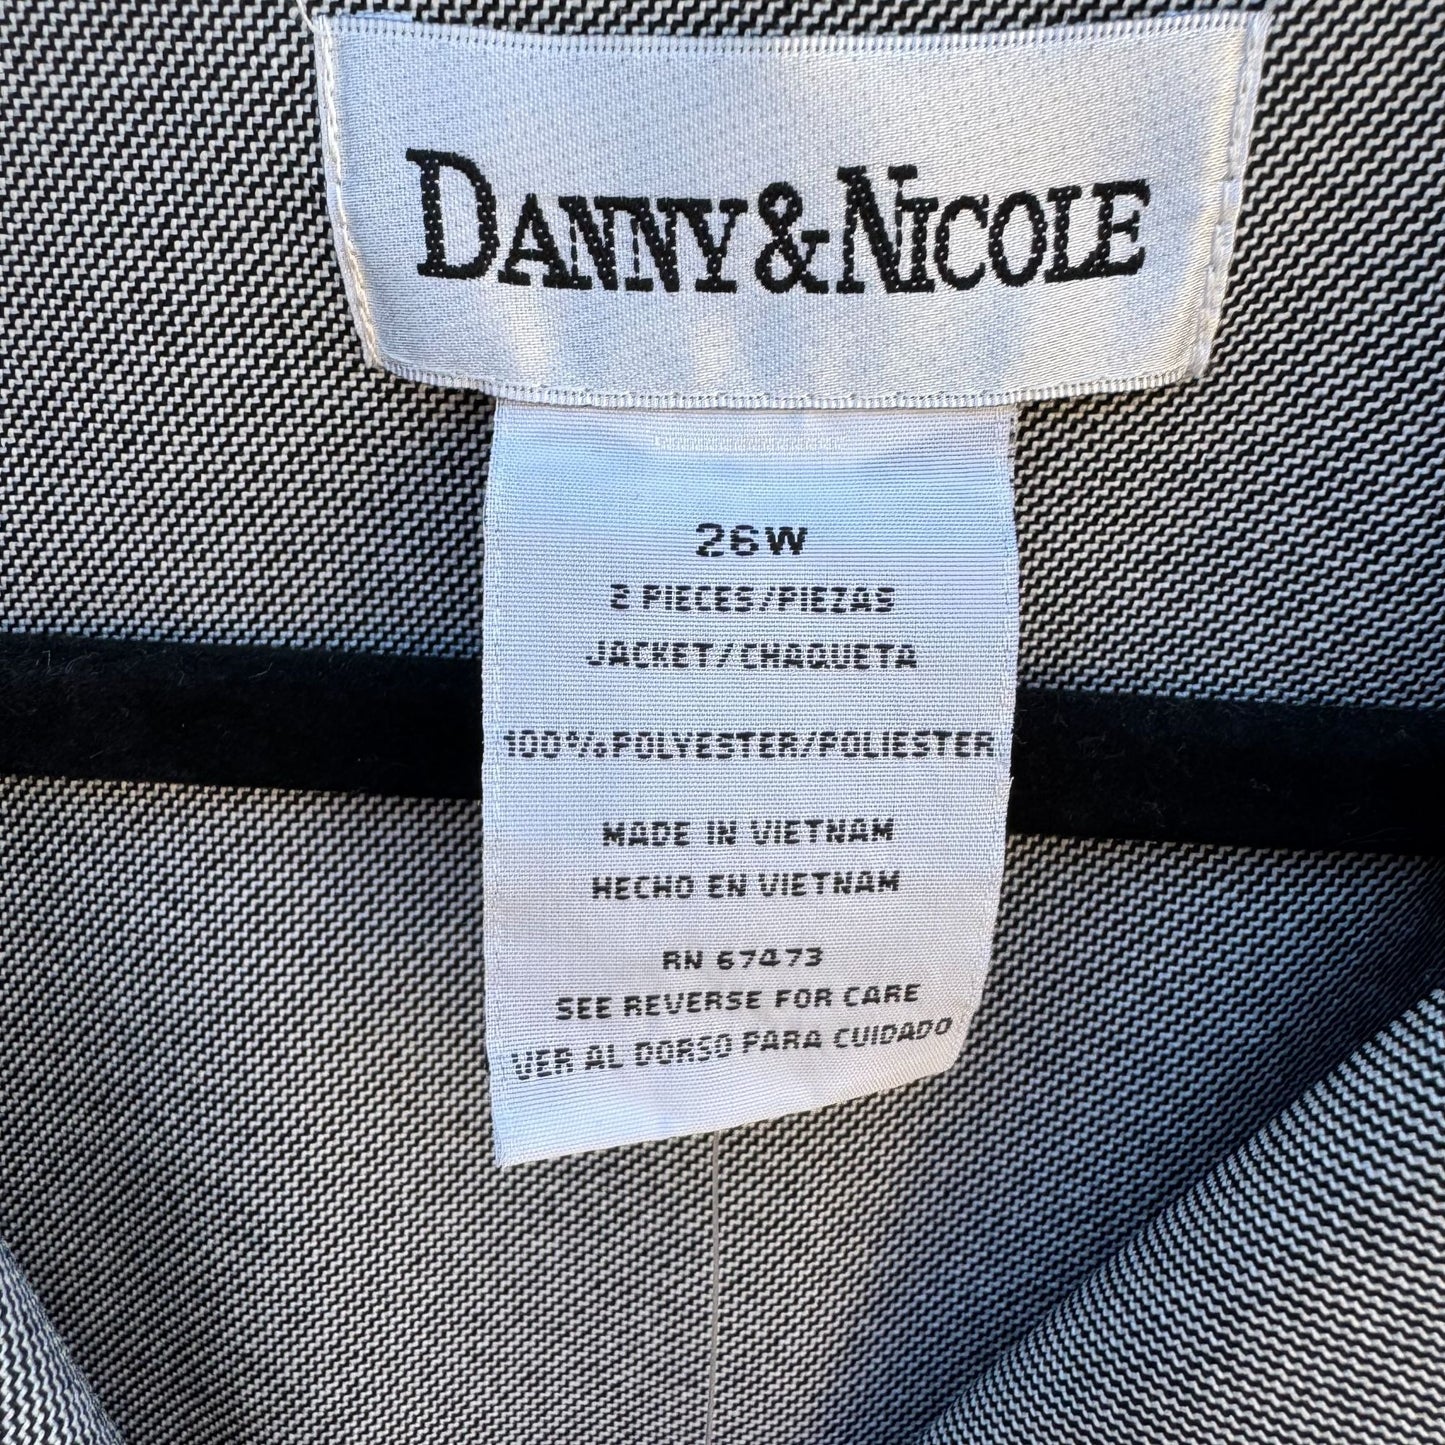 DANNY&NICOLE
26W
2 PIECES/PIEZAS
JACKET/CHAQUETA
100%POLYESTER/POLIESTER
MADE IN VIETNAM
HECHO EN VIETNAM
RN 67473
SEE REVERSE FOR CARE
VER AL DORSO PARA CUIDADO